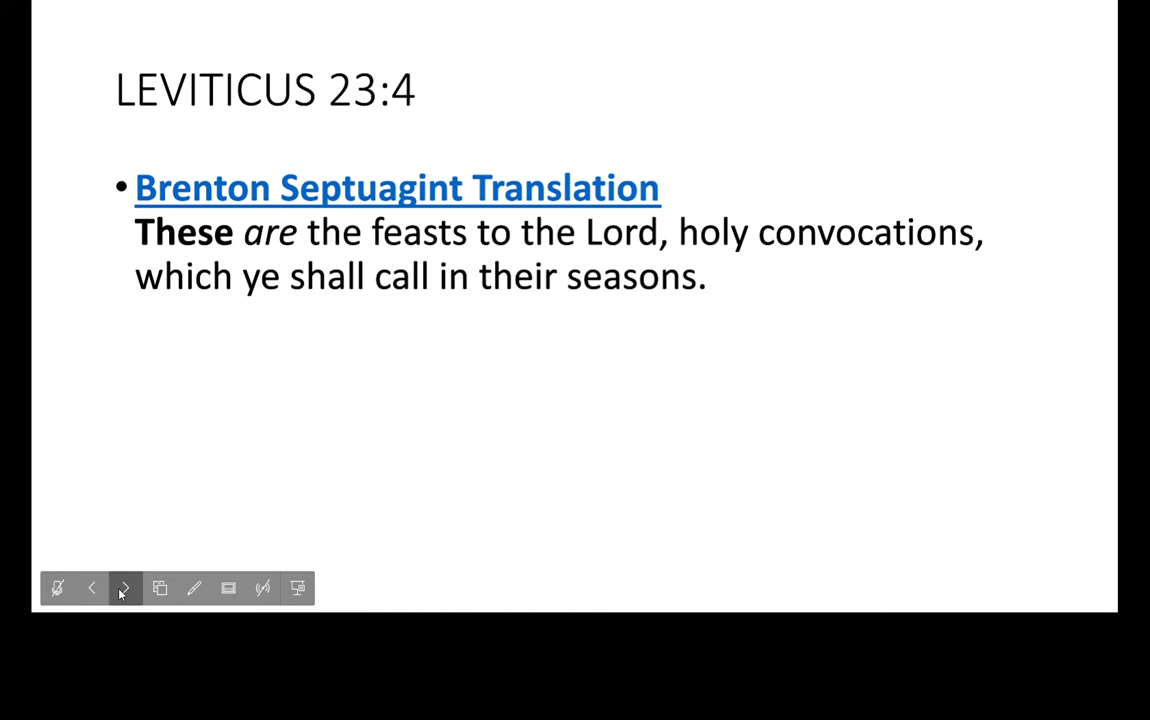 LEVITICUS 23:4
• Brenton Septuagint Translation
These are the feasts to the Lord, holy convocations,
which ye shall call in their seasons.